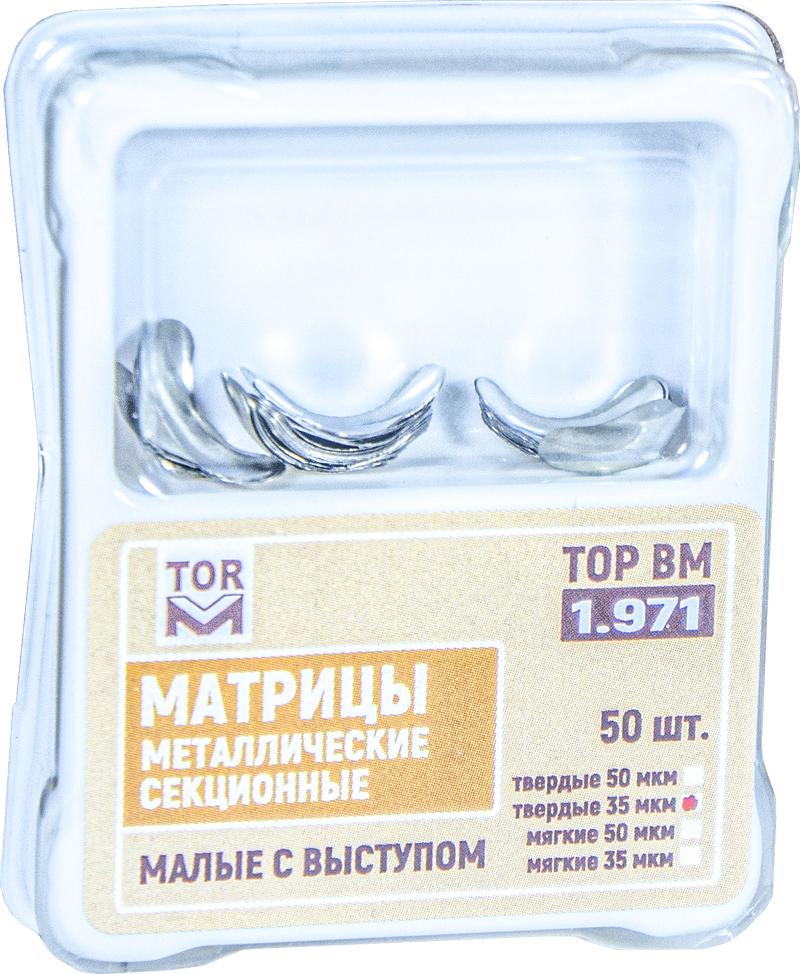 TOR
M
ТОР ВМ
1.971
МАТРИЦЫ
МЕТАЛЛИЧЕСКИЕ
СЕКЦИОННЫЕ
50 шт.
твердые 50 мкм
твердые 35 мкм
мягкие 50 мкм
мягкие 35 мкм
МАЛЫЕ С ВЫСТУПОМ